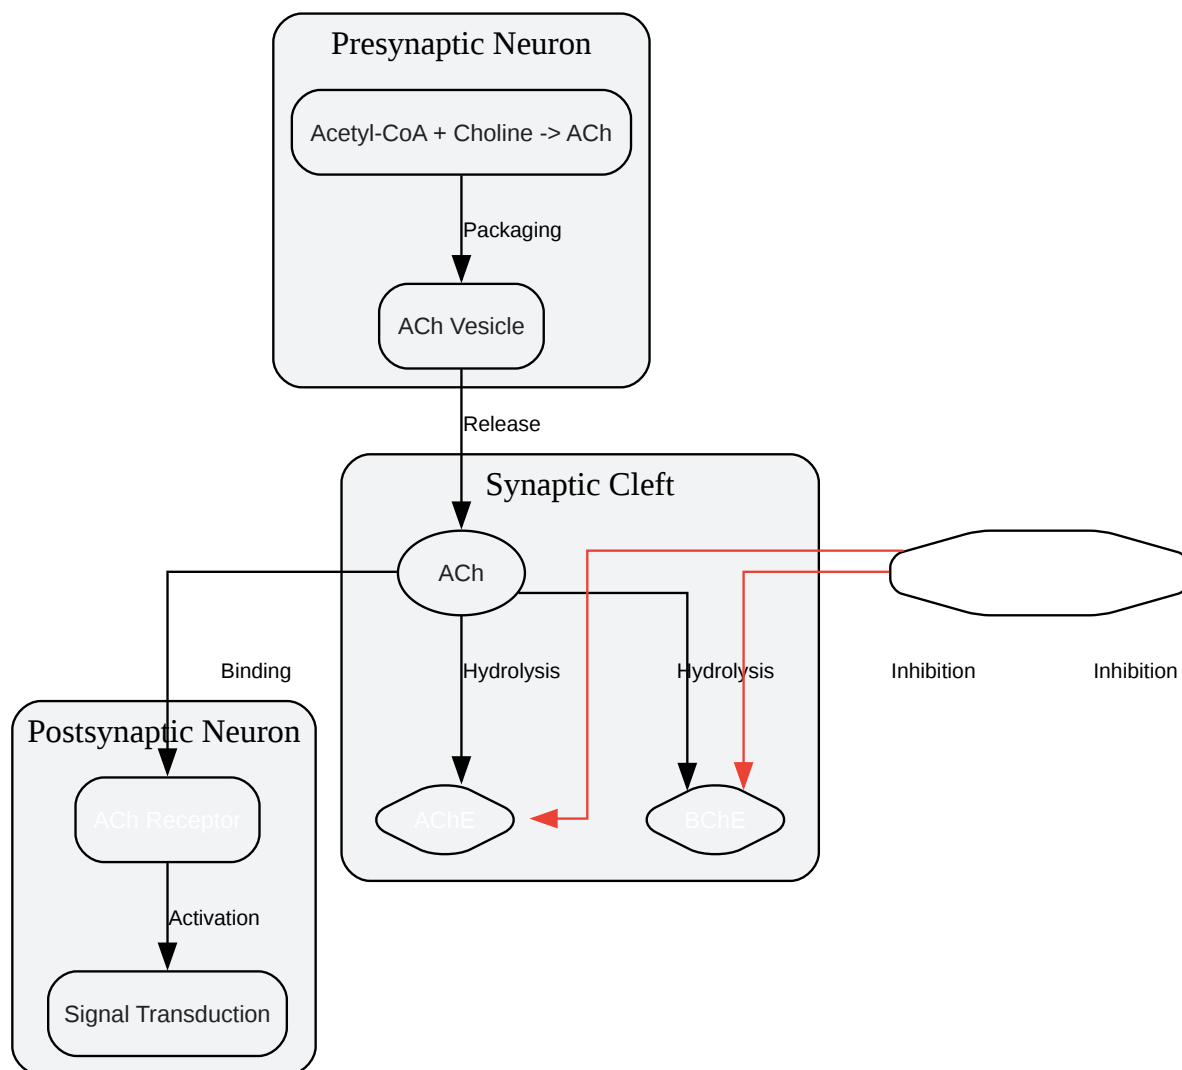 Presynaptic Neuron
Acetyl-CoA + Choline -> ACh
Packaging
ACh Vesicle
Release
Synaptic Cleft
ACh
Binding
Hydrolysis
Hydrolysis
Inhibition
Inhibition
Postsynaptic Neuron
ACh Receptor
AChE
BChE
Activation
Signal Transduction